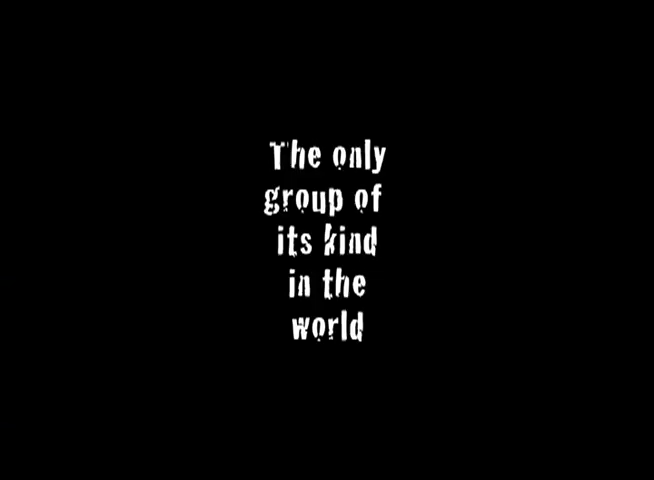 The only
group of
its kind
in the
world